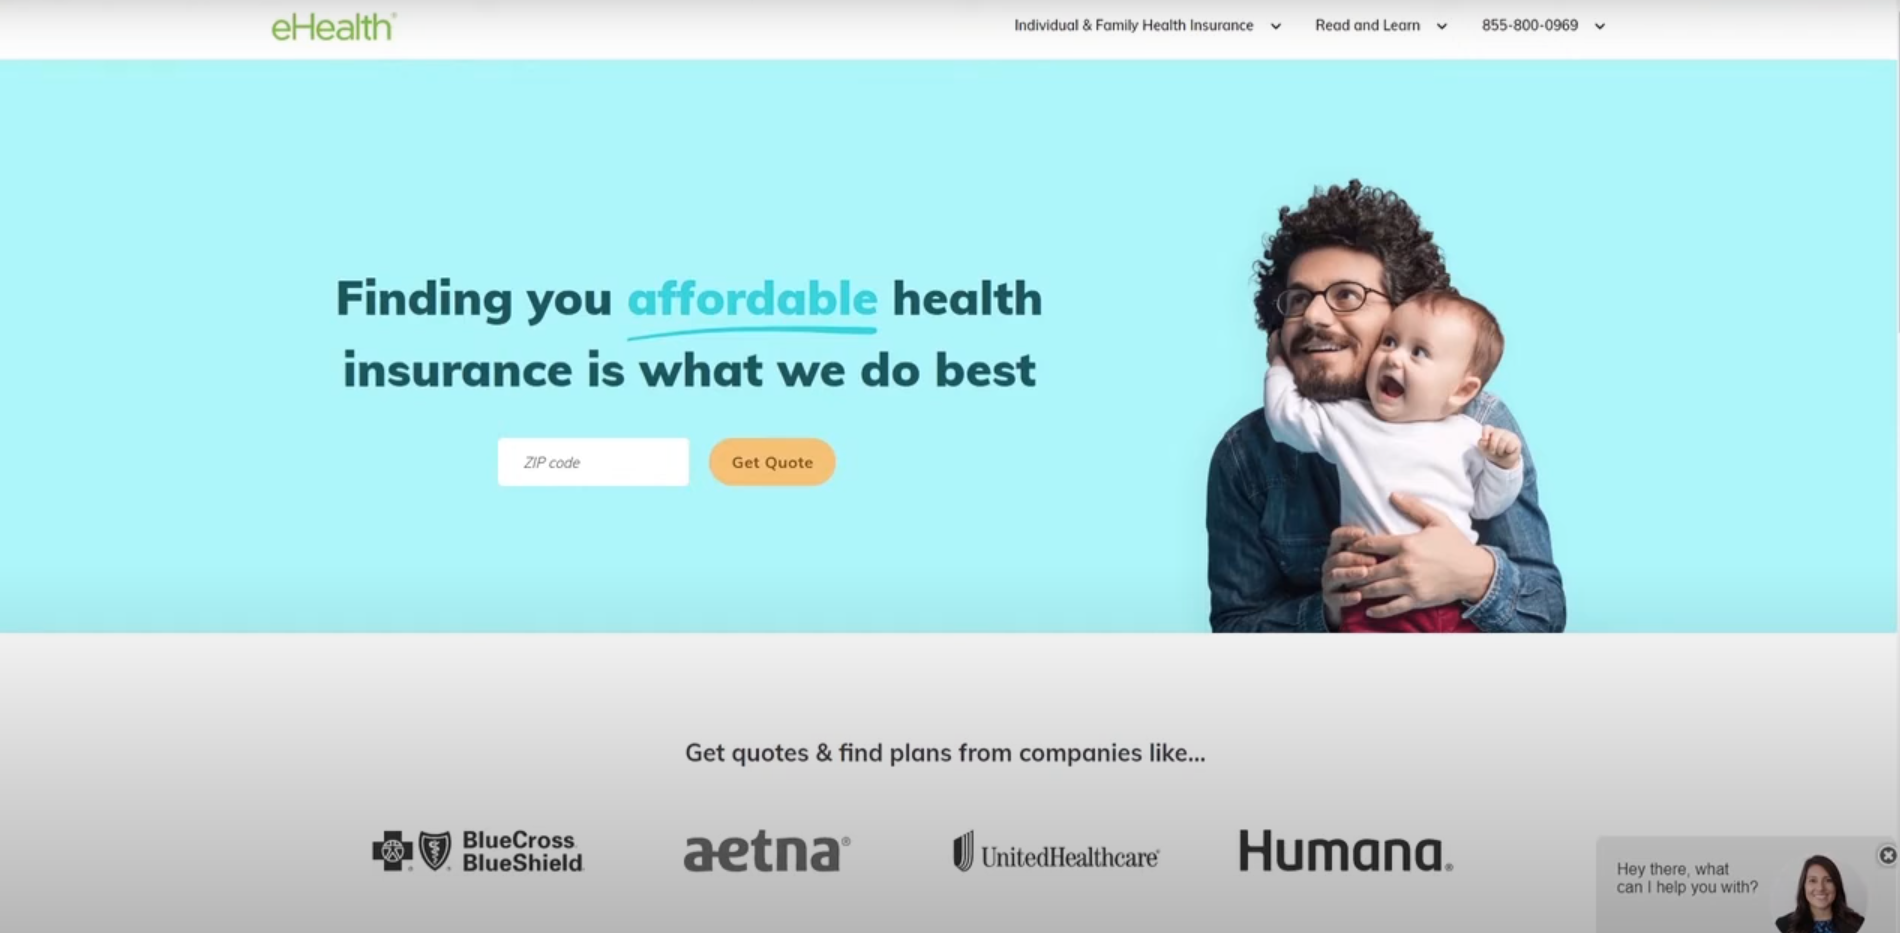 eHealth®
Individual & Family Health Insurance
Read and Learn
855-800-0969
Finding you affordable health
insurance is what we do best
ZIP code
Get Quote
Get quotes & find plans from companies like...
BlueCross
BlueShield
aetna®
UnitedHealthcare®
Humana®
Hey there, what
can I help you with?